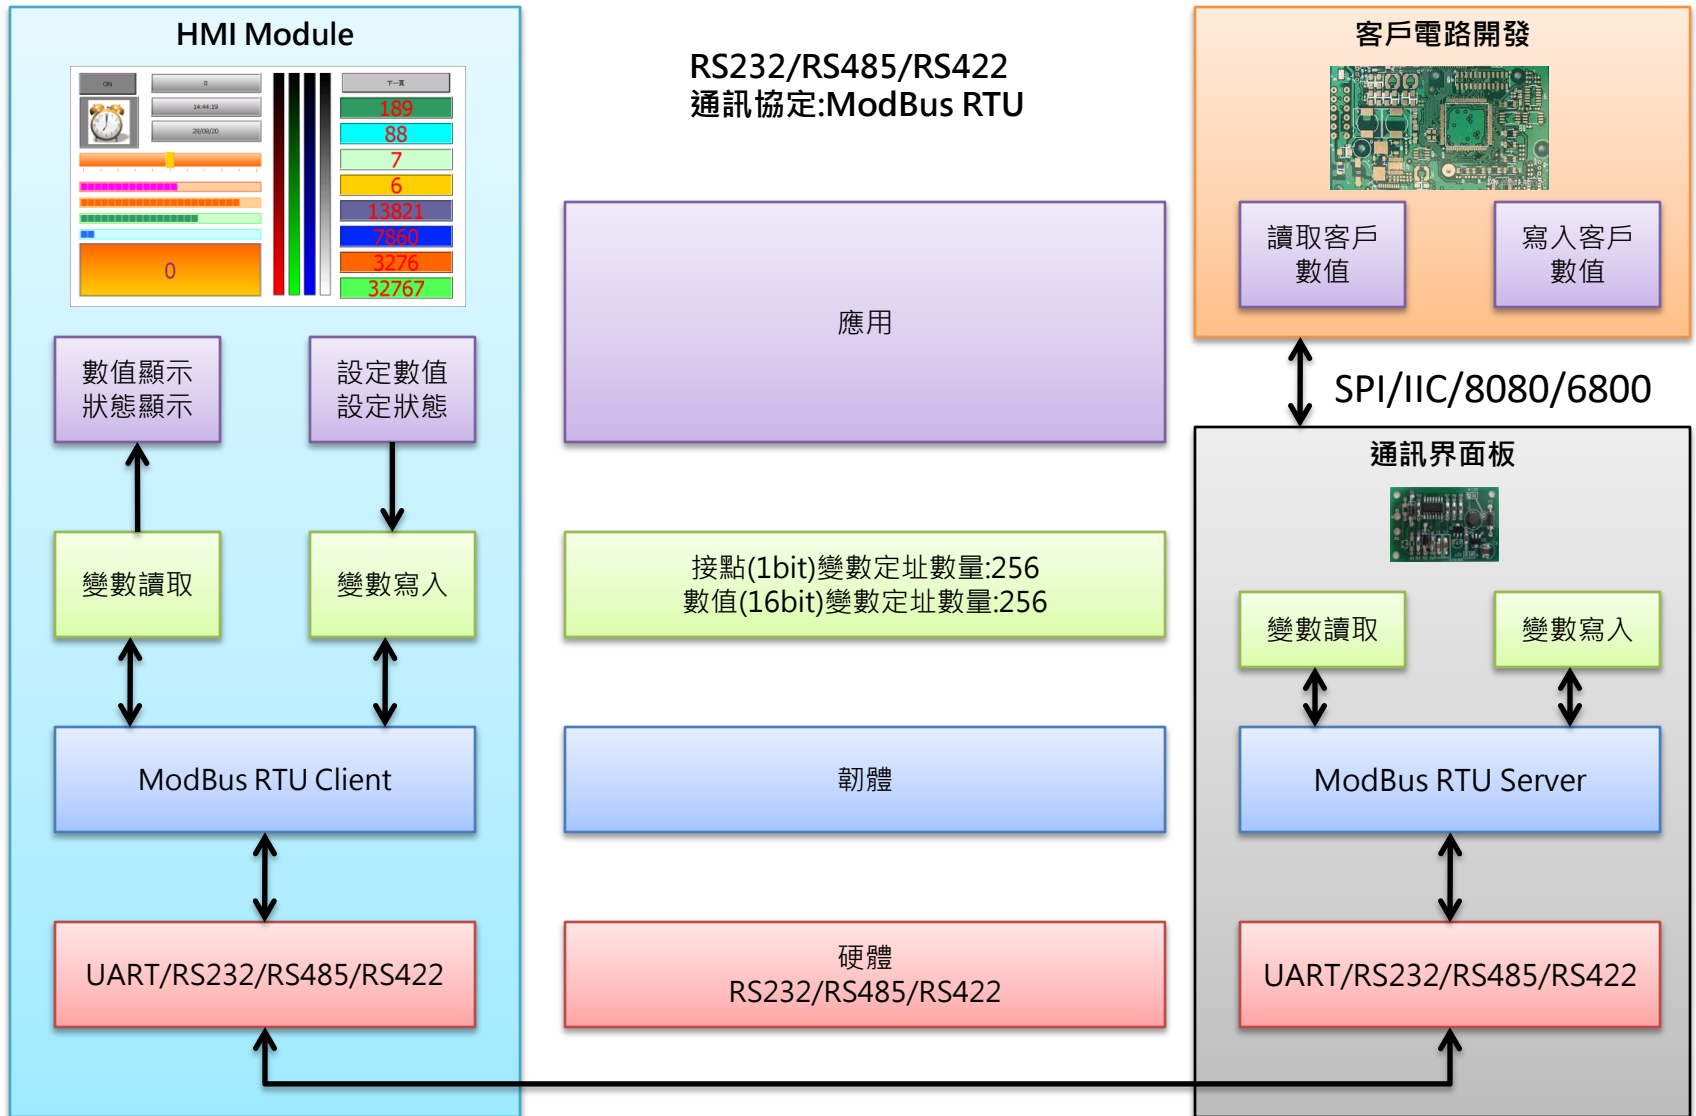 HMI Module
ON
0
14:44:19
28/08/20
下一頁
189
88
7
6
13821
7860
3276
32767
0
數值顯示
狀態顯示
設定數值
設定狀態
變數讀取
變數寫入
ModBus RTU Client
UART/RS232/RS485/RS422
RS232/RS485/RS422
通訊協定:ModBus RTU
應用
接點(1bit)變數定址數量:256
數值(16bit)變數定址數量:256
韌體
硬體
RS232/RS485/RS422
客戶電路開發
讀取客戶
數值
寫入客戶
數值
SPI/IIC/8080/6800
通訊界面板
變數讀取
變數寫入
ModBus RTU Server
UART/RS232/RS485/RS422